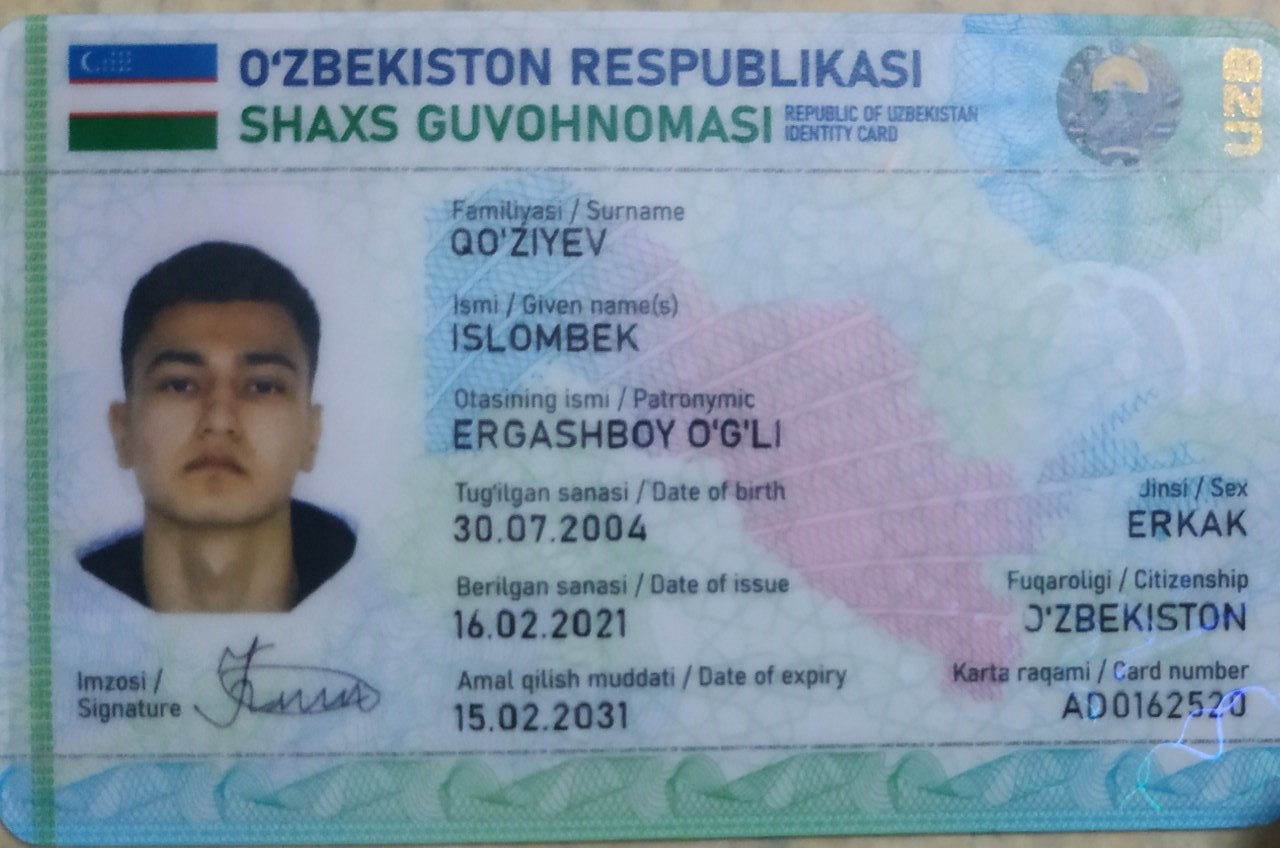 O'ZBEKISTON RESPUBLIKASI
SHAXS GUVOHNOMASI
REPUBLIC OF UZBEKISTAN
IDENTITY CARD
UZB
Familiyasi / Surname
QO'ZIYEV
Ismi / Given name(s)
ISLOMBEK
Otasining ismi / Patronymic
ERGASHBOY O'G'LI
Tug'ilgan sanasi / Date of birth
30.07.2004
Jinsi / Sex
ERKAK
Berilgan sanasi / Date of issue
16.02.2021
Fuqaroligi / Citizenship
O'ZBEKISTON
Amal qilish muddati / Date of expiry
15.02.2031
Karta raqami / Card number
AD0162520
Imzosi /
Signature